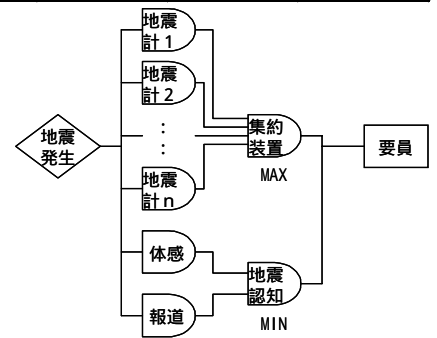 地震
計１
地震
計２
：
：
地震
計ｎ
地震
発生
集約
装置
MAX
要員
体感
報道
地震
認知
MIN